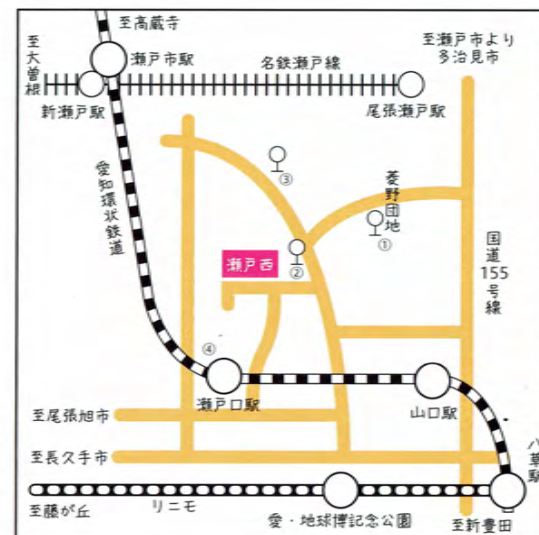 至高蔵寺
至大曽根
瀬戸市駅
名鉄瀬戸線
至瀬戸市より
多治見市
新瀬戸駅
尾張瀬戸駅
愛知環状鉄道
③
菱野団地
①
②
瀬戸西
国道155号線
④
瀬戸口駅
山口駅
至尾張旭市
至長久手市
八草駅
至藤が丘
リニモ
愛・地球博記念公園
至新豊田